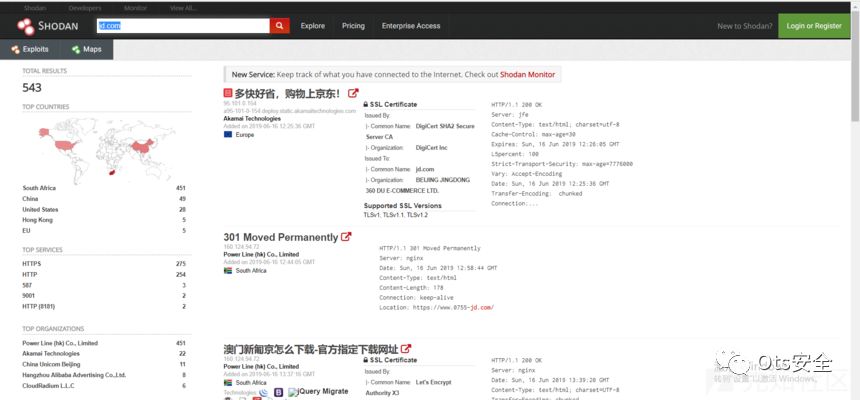 Shodan Developers Monitor View All...
SHODAN jd.com Explore Pricing Enterprise Access New to Shodan? Login or Register
Exploits Maps
TOTAL RESULTS
543
TOP COUNTRIES
South Africa 451
China 49
United States 28
Hong Kong 5
EU 5
TOP SERVICES
HTTPS 275
HTTP 254
587 3
9001 2
HTTP (8181) 2
TOP ORGANIZATIONS
Power Line (hk) Co., Limited 451
Akamai Technologies 22
China Unicom Beijing 11
Hangzhou Alibaba Advertising Co.,Ltd. 8
CloudRadium L.L.C 6
New Service: Keep track of what you have connected to the Internet. Check out Shodan Monitor
多快好省，购物上京东！
95.101.0.154
a95-101-0-154.deploy.static.akamaitechnologies.com
Akamai Technologies
Added on 2019-06-16 12:25:36 GMT
Europe
SSL Certificate
Issued By:
|- Common Name: DigiCert SHA2 Secure
Server CA
|- Organization: DigiCert Inc
Issued To:
|- Common Name: jd.com
|- Organization: BEIJING JINGDONG
360 DU E-COMMERCE LTD.
Supported SSL Versions
TLSv1, TLSv1.1, TLSv1.2
HTTP/1.1 200 OK
Server: jfe
Content-Type: text/html; charset=utf-8
Cache-Control: max-age=30
Expires: Sun, 16 Jun 2019 12:26:05 GMT
L5percent: 100
Strict-Transport-Security: max-age=7776000
Vary: Accept-Encoding
Date: Sun, 16 Jun 2019 12:25:36 GMT
Transfer-Encoding: chunked
Connection:...
301 Moved Permanently
160.124.94.72
Power Line (hk) Co., Limited
Added on 2019-06-16 12:44:05 GMT
South Africa
HTTP/1.1 301 Moved Permanently
Server: nginx
Date: Sun, 16 Jun 2019 12:58:44 GMT
Content-Type: text/html
Content-Length: 178
Connection: keep-alive
Location: https://www.0755-jd.com/
澳门新葡京怎么下载-官方指定下载网址
160.124.94.72
Power Line (hk) Co., Limited
Added on 2019-06-16 13:37:16 GMT
South Africa
Technologies: jQuery Migrate
SSL Certificate
Issued By:
|- Common Name: Let's Encrypt
Authority X3
HTTP/1.1 200 OK
Server: nginx
Date: Sun, 16 Jun 2019 13:39:20 GMT
Content-Type: text/html; charset=UTF-8
Transfer-Encoding: chunked
Ots安全